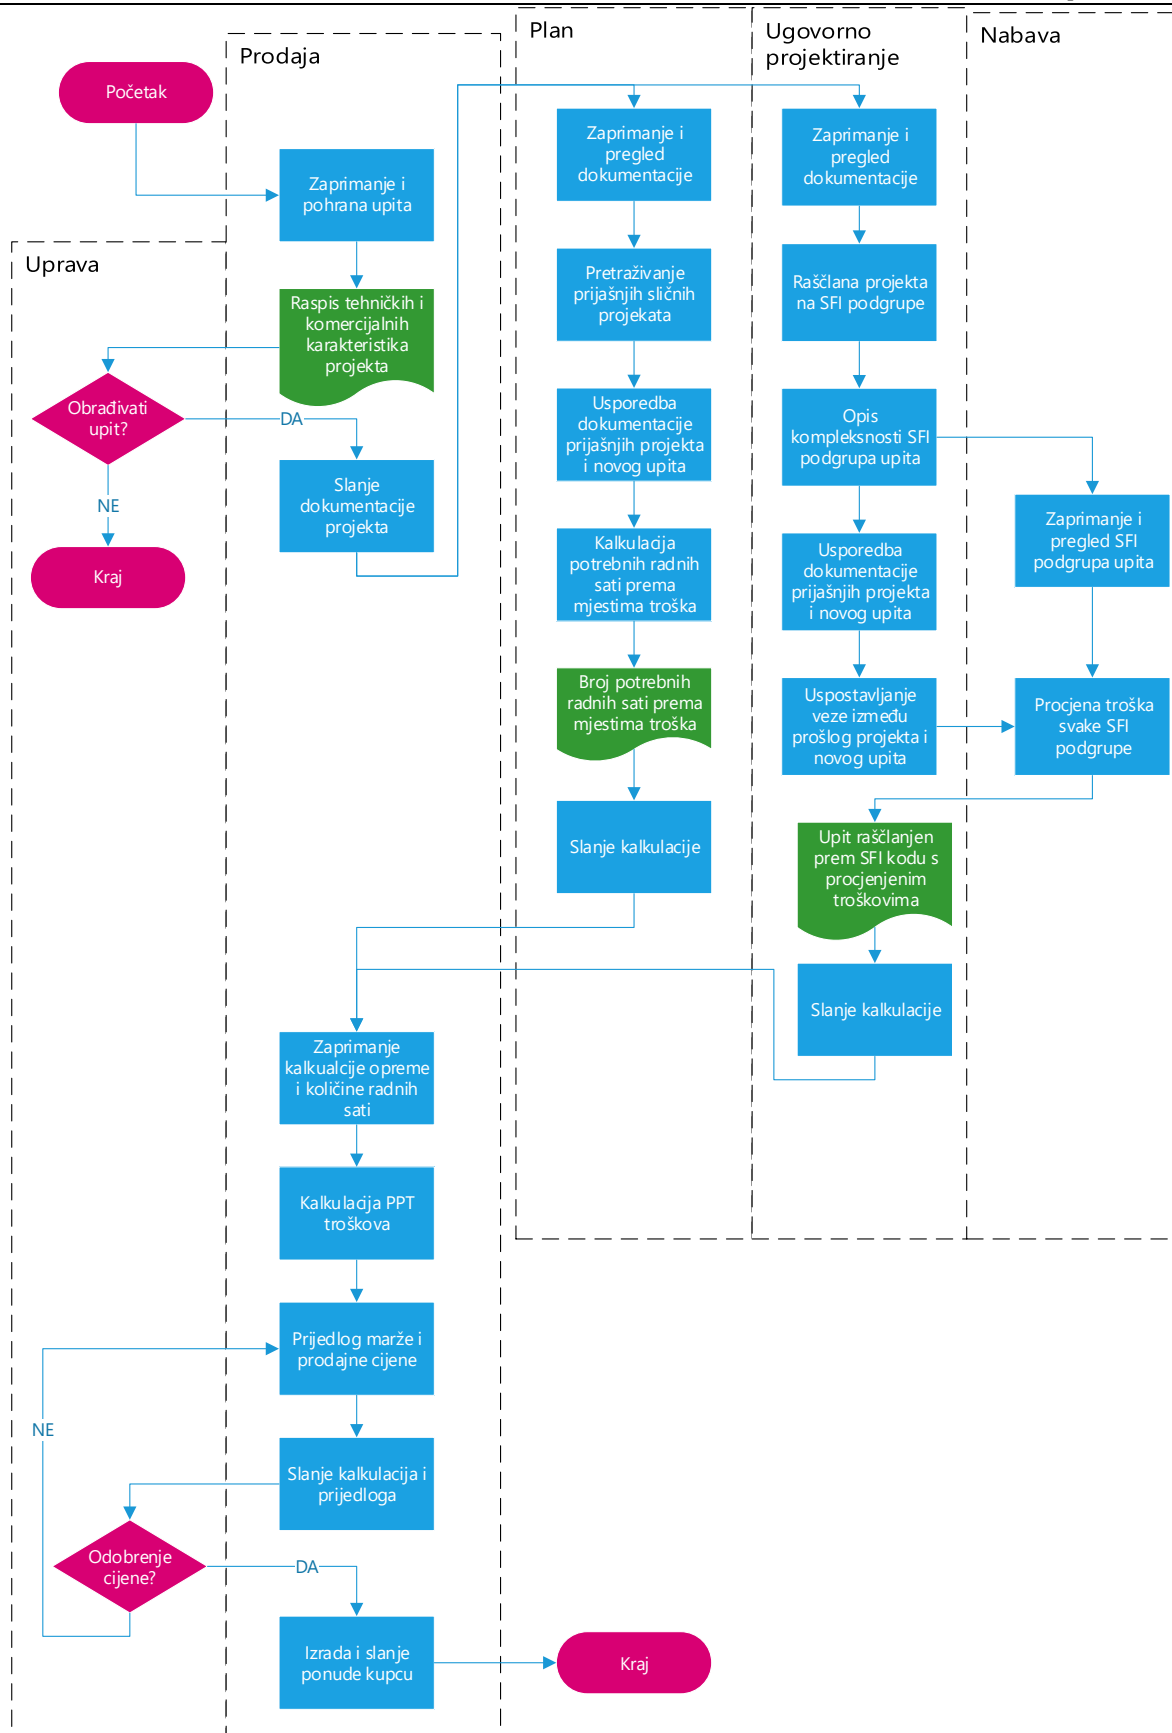 Plan
Ugovorno
projektiranje
Nabava
Prodaja
Početak
Zaprimanje i
pohrana upita
Uprava
Raspis tehničkih i
komercijalnih
karakteristika
projekta
Obrađivati
upit?
DA
NE
Kraj
Slanje
dokumentacije
projekta
Zaprimanje i
pregled
dokumentacije
Pretraživanje
prijašnjih sličnih
projekata
Usporedba
dokumentacije
prijašnjih projekta
i novog upita
Kalkulacija
potrebnih radnih
sati prema
mjestima troška
Broj potrebnih
radnih sati prema
mjestima troška
Slanje kalkulacije
Zaprimanje i
pregled
dokumentacije
Raščlana projekta
na SFI podgrupe
Opis
kompleksnosti SFI
podgrupa upita
Usporedba
dokumentacije
prijašnjih projekta
i novog upita
Uspostavljanje
veze između
prošlog projekta i
novog upita
Zaprimanje i
pregled SFI
podgrupa upita
Procjena troška
svake SFI
podgrupe
Upit raščlanjen
prem SFI kodu s
procjenjenim
troškovima
Slanje kalkulacije
Zaprimanje
kalkualcije opreme
i količine radnih
sati
Kalkulacija PPT
troškova
Prijedlog marže i
prodajne cijene
NE
Slanje kalkulacija i
prijedloga
Odobrenje
cijene?
DA
Izrada i slanje
ponude kupcu
Kraj